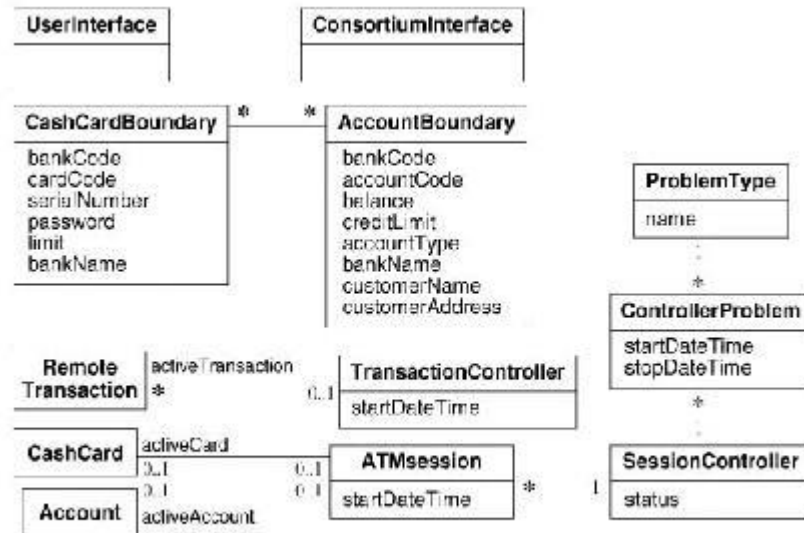 UserInterface
ConsortiumInterface
CashCardBoundary
bankCode
cardCode
serialNumber
password
limit
bankName
*
*
AccountBoundary
bankCode
accountCode
balance
creditLimit
accountType
bankName
customerName
customerAddress
ProblemType
name
*
ControllerProblem
startDateTime
stopDateTime
*
Remote
Transaction
activeTransaction
*
0..1
TransactionController
startDateTime
CashCard
activeCard
0..1
0..1
Account
0..1
activeAccount
0..1
ATMsession
startDateTime
*
1
SessionController
status